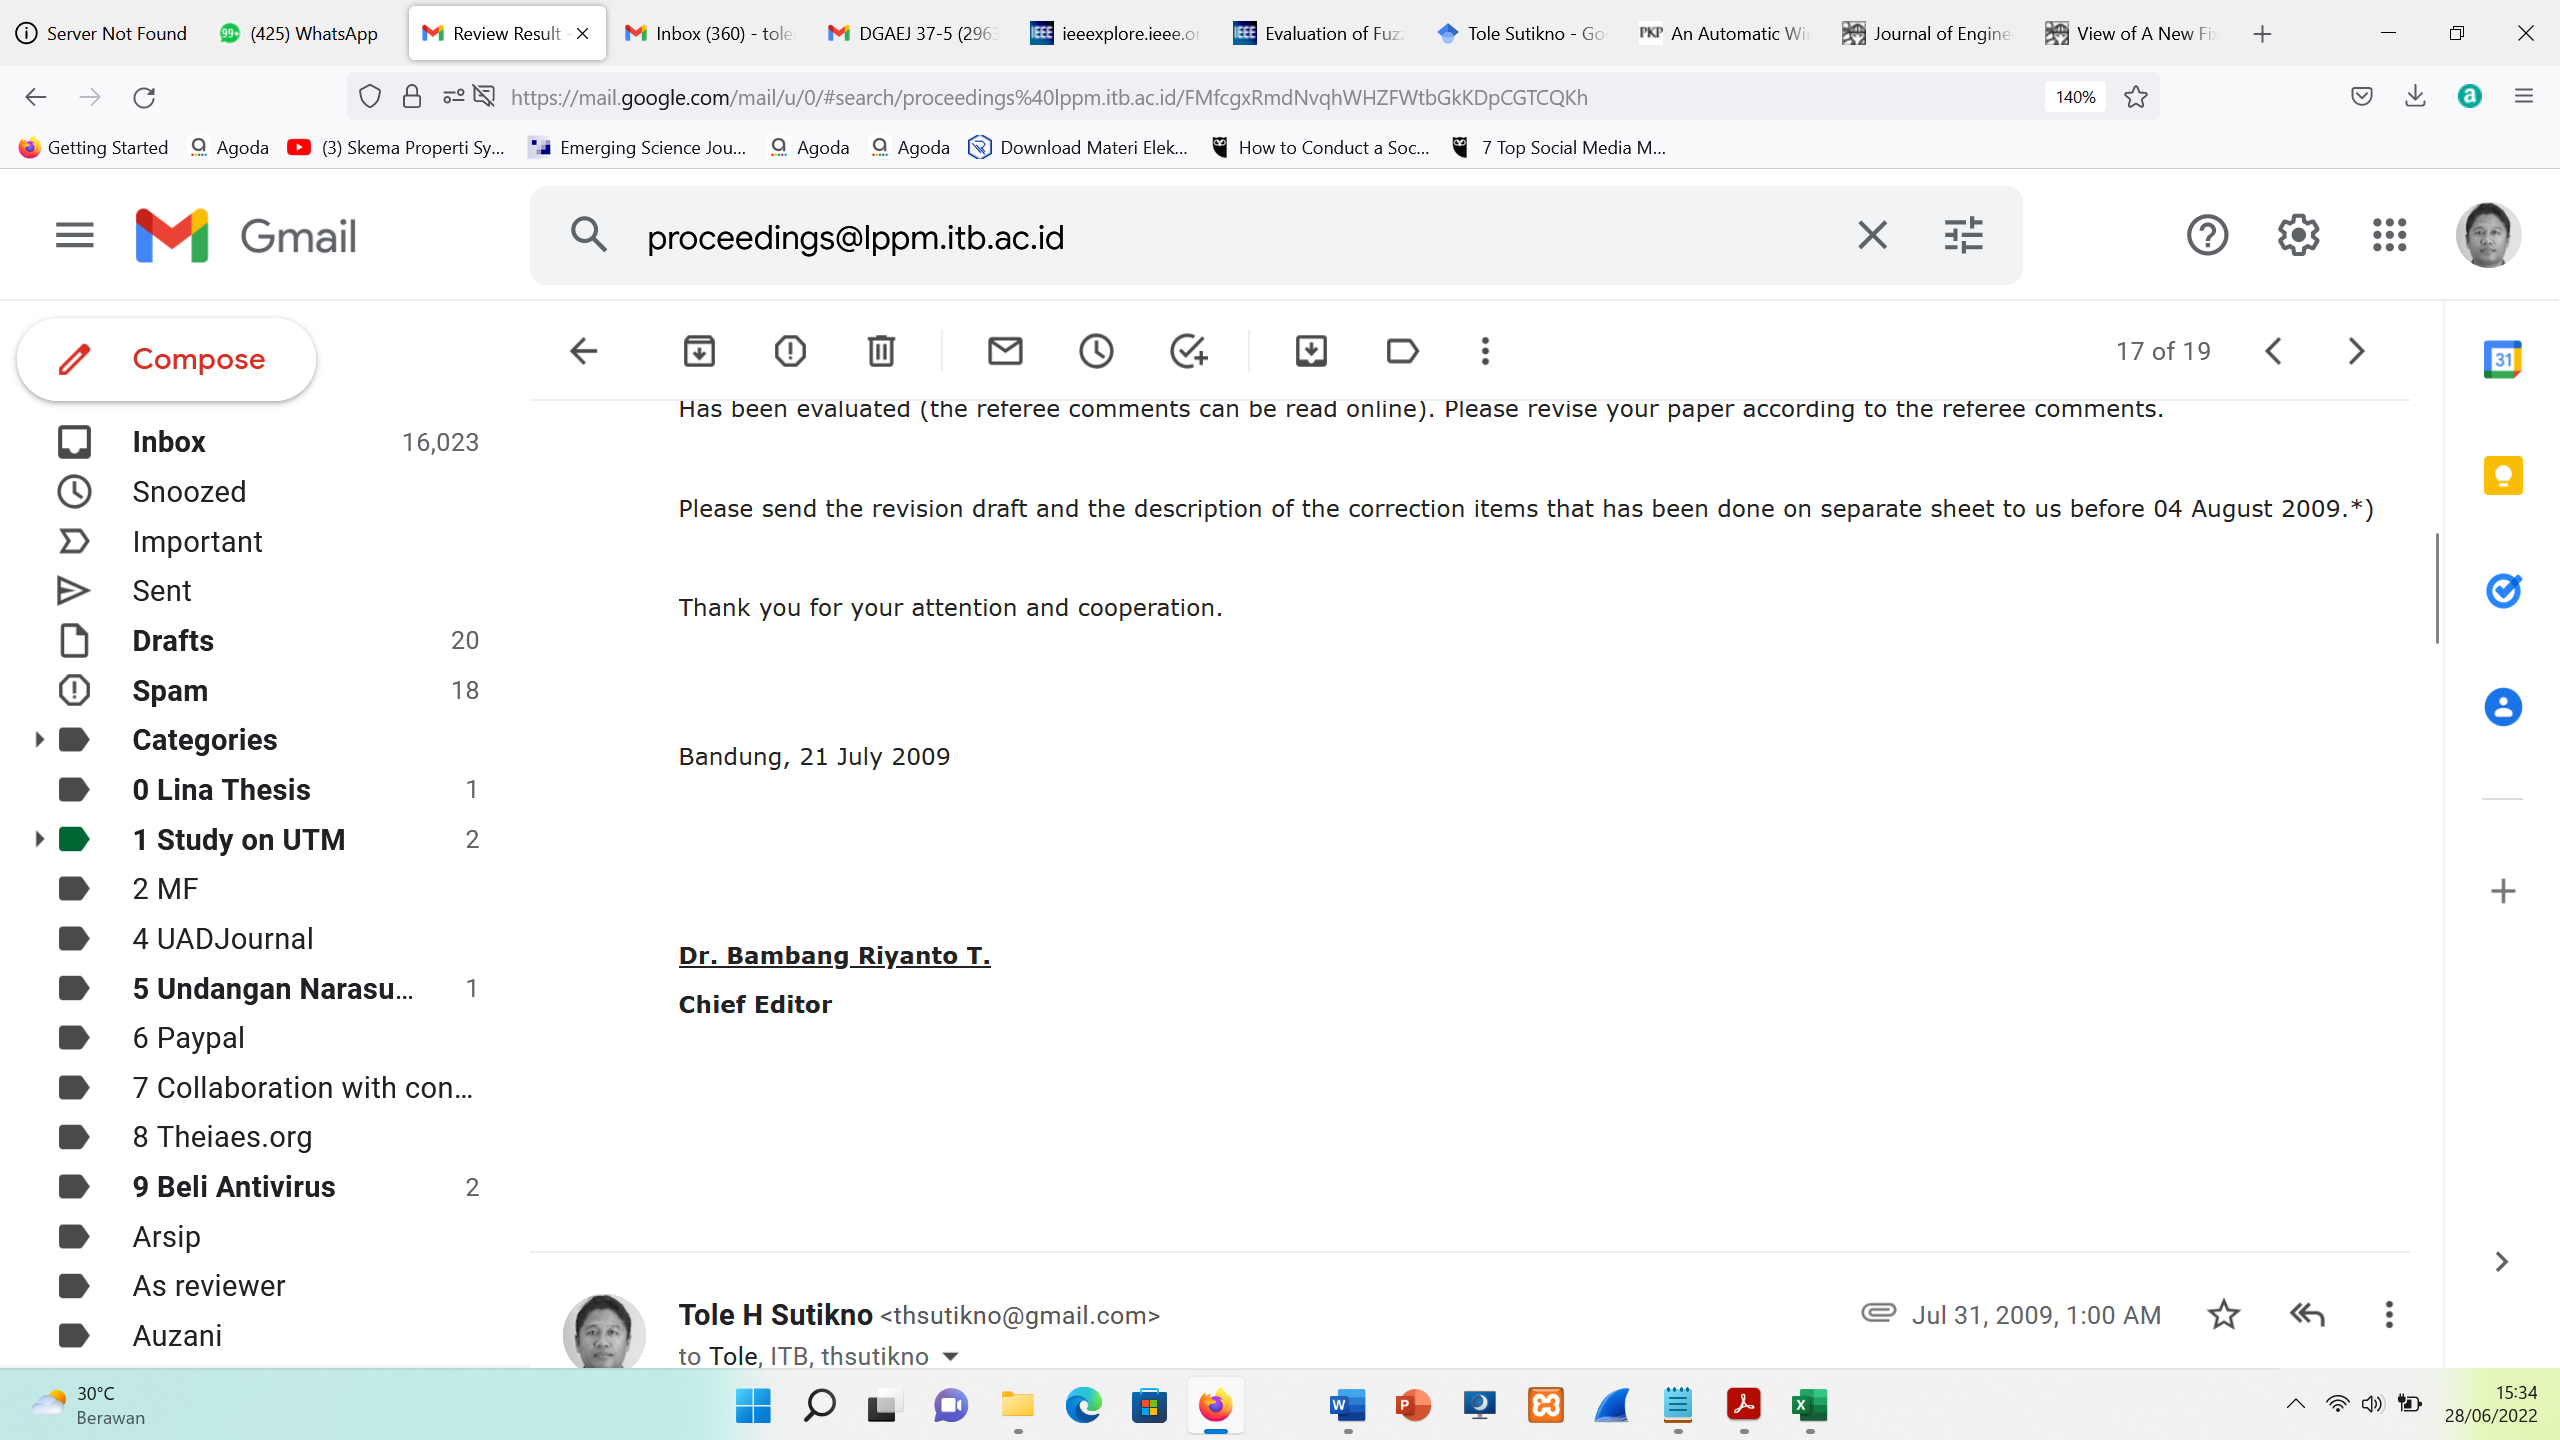 Server Not Found
(425) WhatsApp
Review Result -
Inbox (360) - tole
DGAEJ 37-5 (2963
ieeexplore.ieee.or
Evaluation of Fuzz
Tole Sutikno - Go
An Automatic Wi
Journal of Engine
View of A New Fi
https://mail.google.com/mail/u/0/#search/proceedings%40lppm.itb.ac.id/FMfcgxRmdNvqhWHZFWtbGkKDpCGTCQKh
140%
Getting Started
Agoda
(3) Skema Properti Sy...
Emerging Science Jou...
Agoda
Agoda
Download Materi Elek...
How to Conduct a Soc...
7 Top Social Media M...
Gmail
proceedings@lppm.itb.ac.id
Compose
17 of 19
Inbox 16,023
Snoozed
Important
Sent
Drafts 20
Spam 18
Categories
0 Lina Thesis 1
1 Study on UTM 2
2 MF
4 UADJournal
5 Undangan Narasu... 1
6 Paypal
7 Collaboration with con...
8 Theiaes.org
9 Beli Antivirus 2
Arsip
As reviewer
Auzani
Has been evaluated (the referee comments can be read online). Please revise your paper according to the referee comments.
Please send the revision draft and the description of the correction items that has been done on separate sheet to us before 04 August 2009.*)
Thank you for your attention and cooperation.
Bandung, 21 July 2009
Dr. Bambang Riyanto T.
Chief Editor
Tole H Sutikno <thsutikno@gmail.com>
Jul 31, 2009, 1:00 AM
to Tole, ITB, thsutikno
31
30°C
Berawan
15:34
28/06/2022